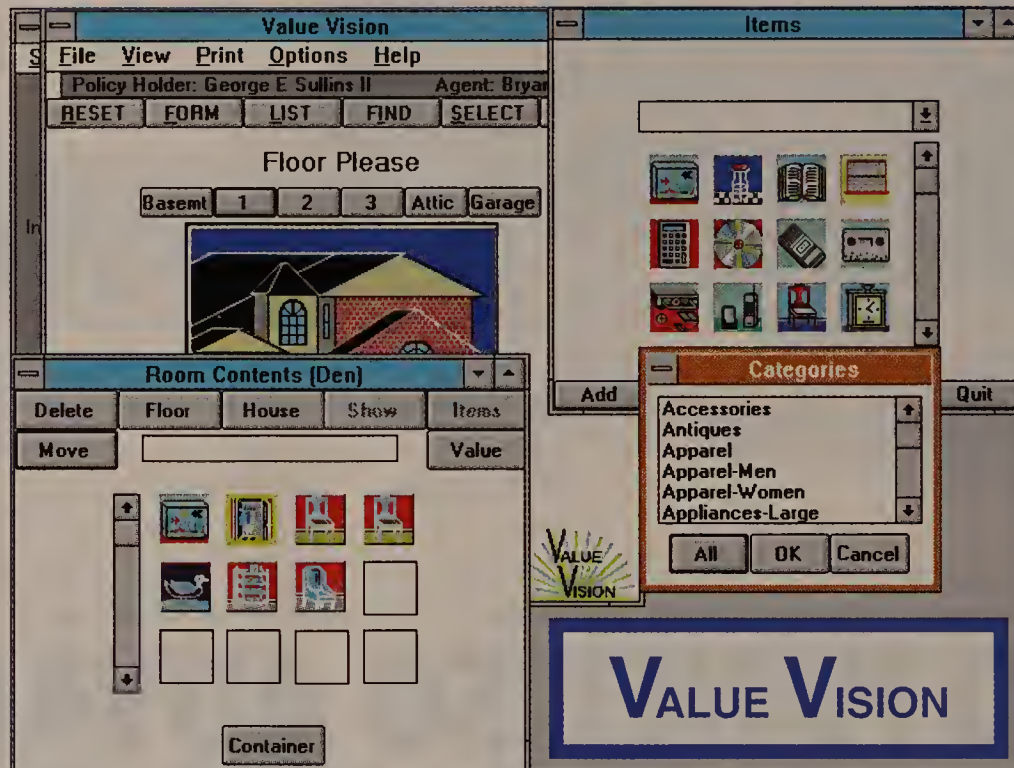 Value Vision
File View Print Options Help
Policy Holder: George E Sullins II Agent: Bryan
RESET FORM LIST FIND SELECT
Floor Please
Basemt 1 2 3 Attic Garage
Items
Add Quit
Room Contents (Den)
Delete Floor House Show Items
Move Value
Container
Categories
Accessories
Antiques
Apparel
Apparel-Men
Apparel-Women
Appliances-Large
All OK Cancel
VALUE
VISION
VALUE VISION
S
In